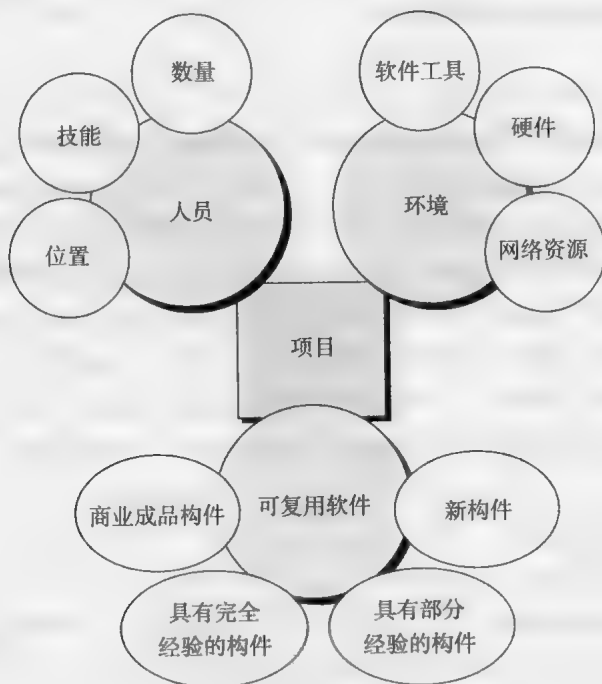 数量
技能
人员
位置
软件工具
硬件
环境
网络资源
项目
商业成品构件
可复用软件
新构件
具有完全
经验的构件
具有部分
经验的构件